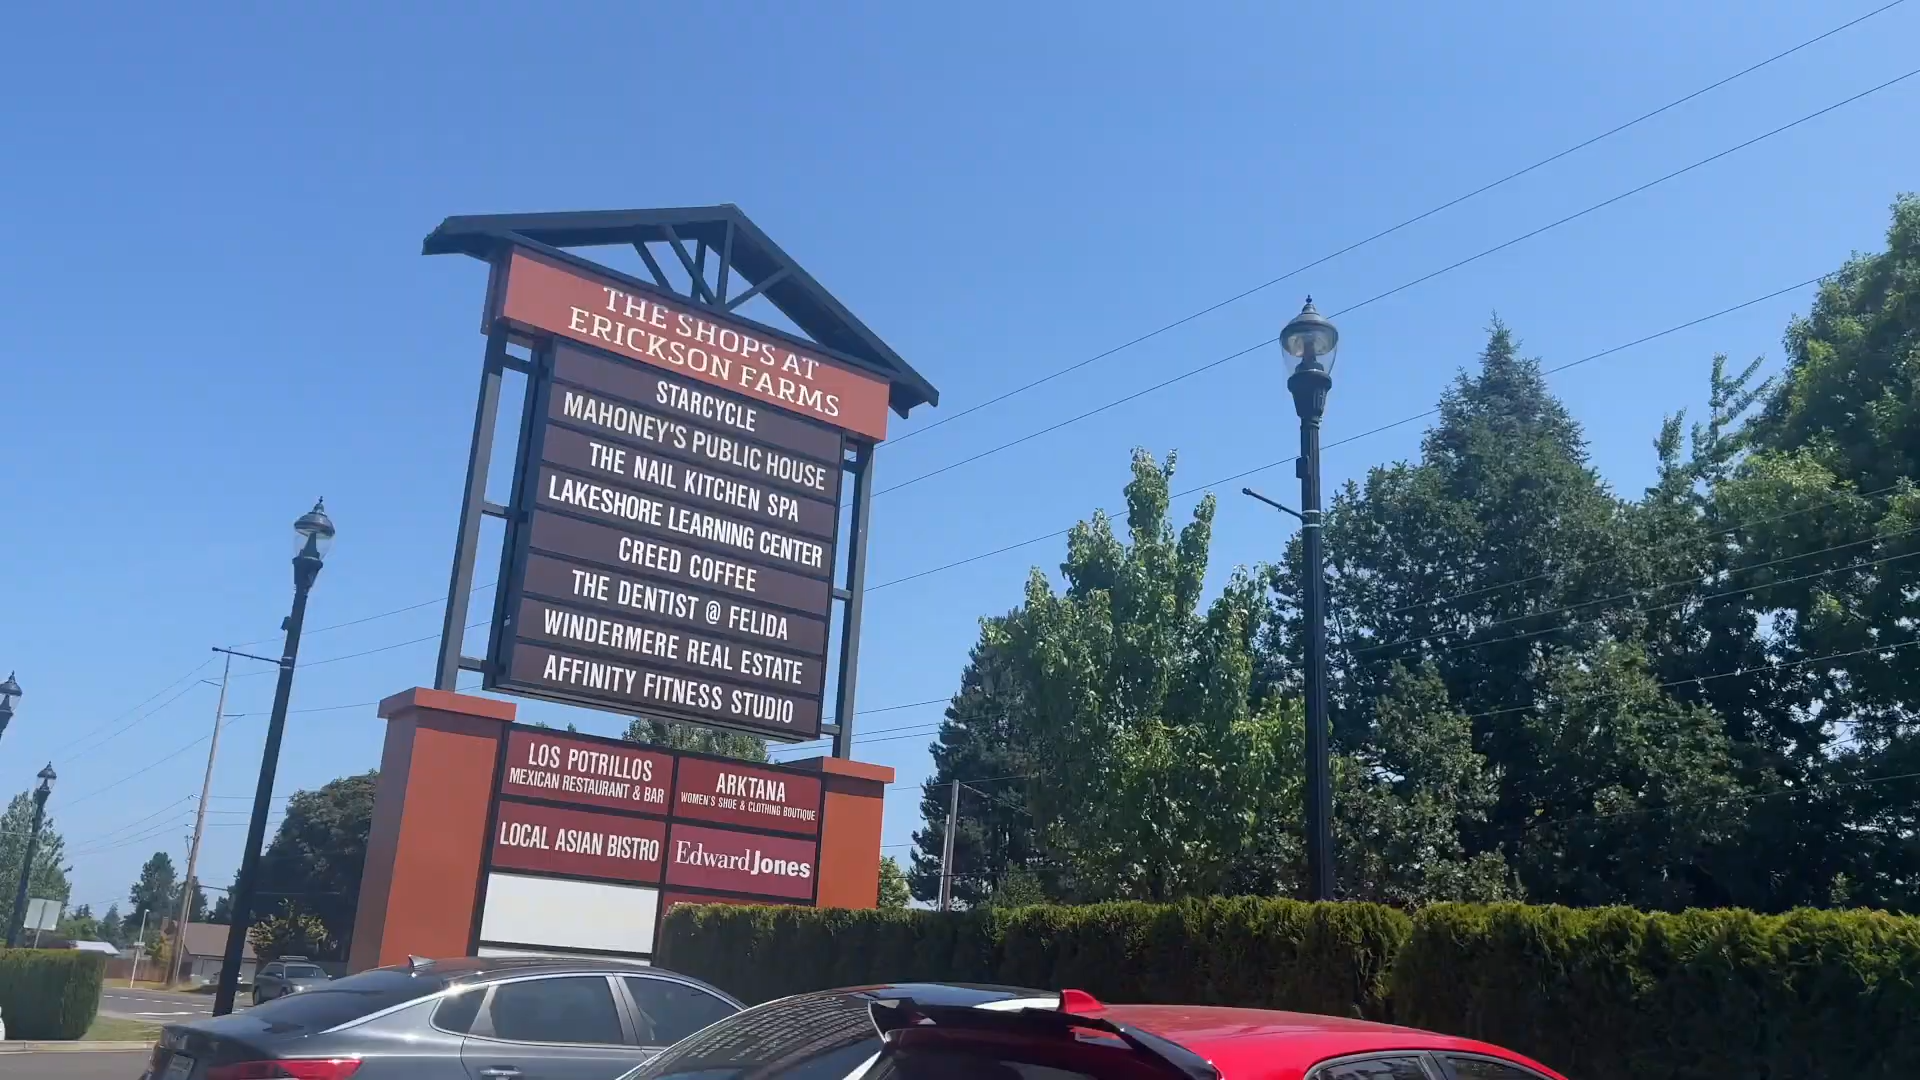 THE SHOPS AT
ERICKSON FARMS
STARCYCLE
MAHONEY'S PUBLIC HOUSE
THE NAIL KITCHEN SPA
LAKESHORE LEARNING CENTER
CREED COFFEE
THE DENTIST @ FELIDA
WINDERMERE REAL ESTATE
AFFINITY FITNESS STUDIO
LOS POTRILLOS
MEXICAN RESTAURANT & BAR
ARKTANA
WOMEN'S SHOE & CLOTHING BOUTIQUE
LOCAL ASIAN BISTRO
Edward Jones